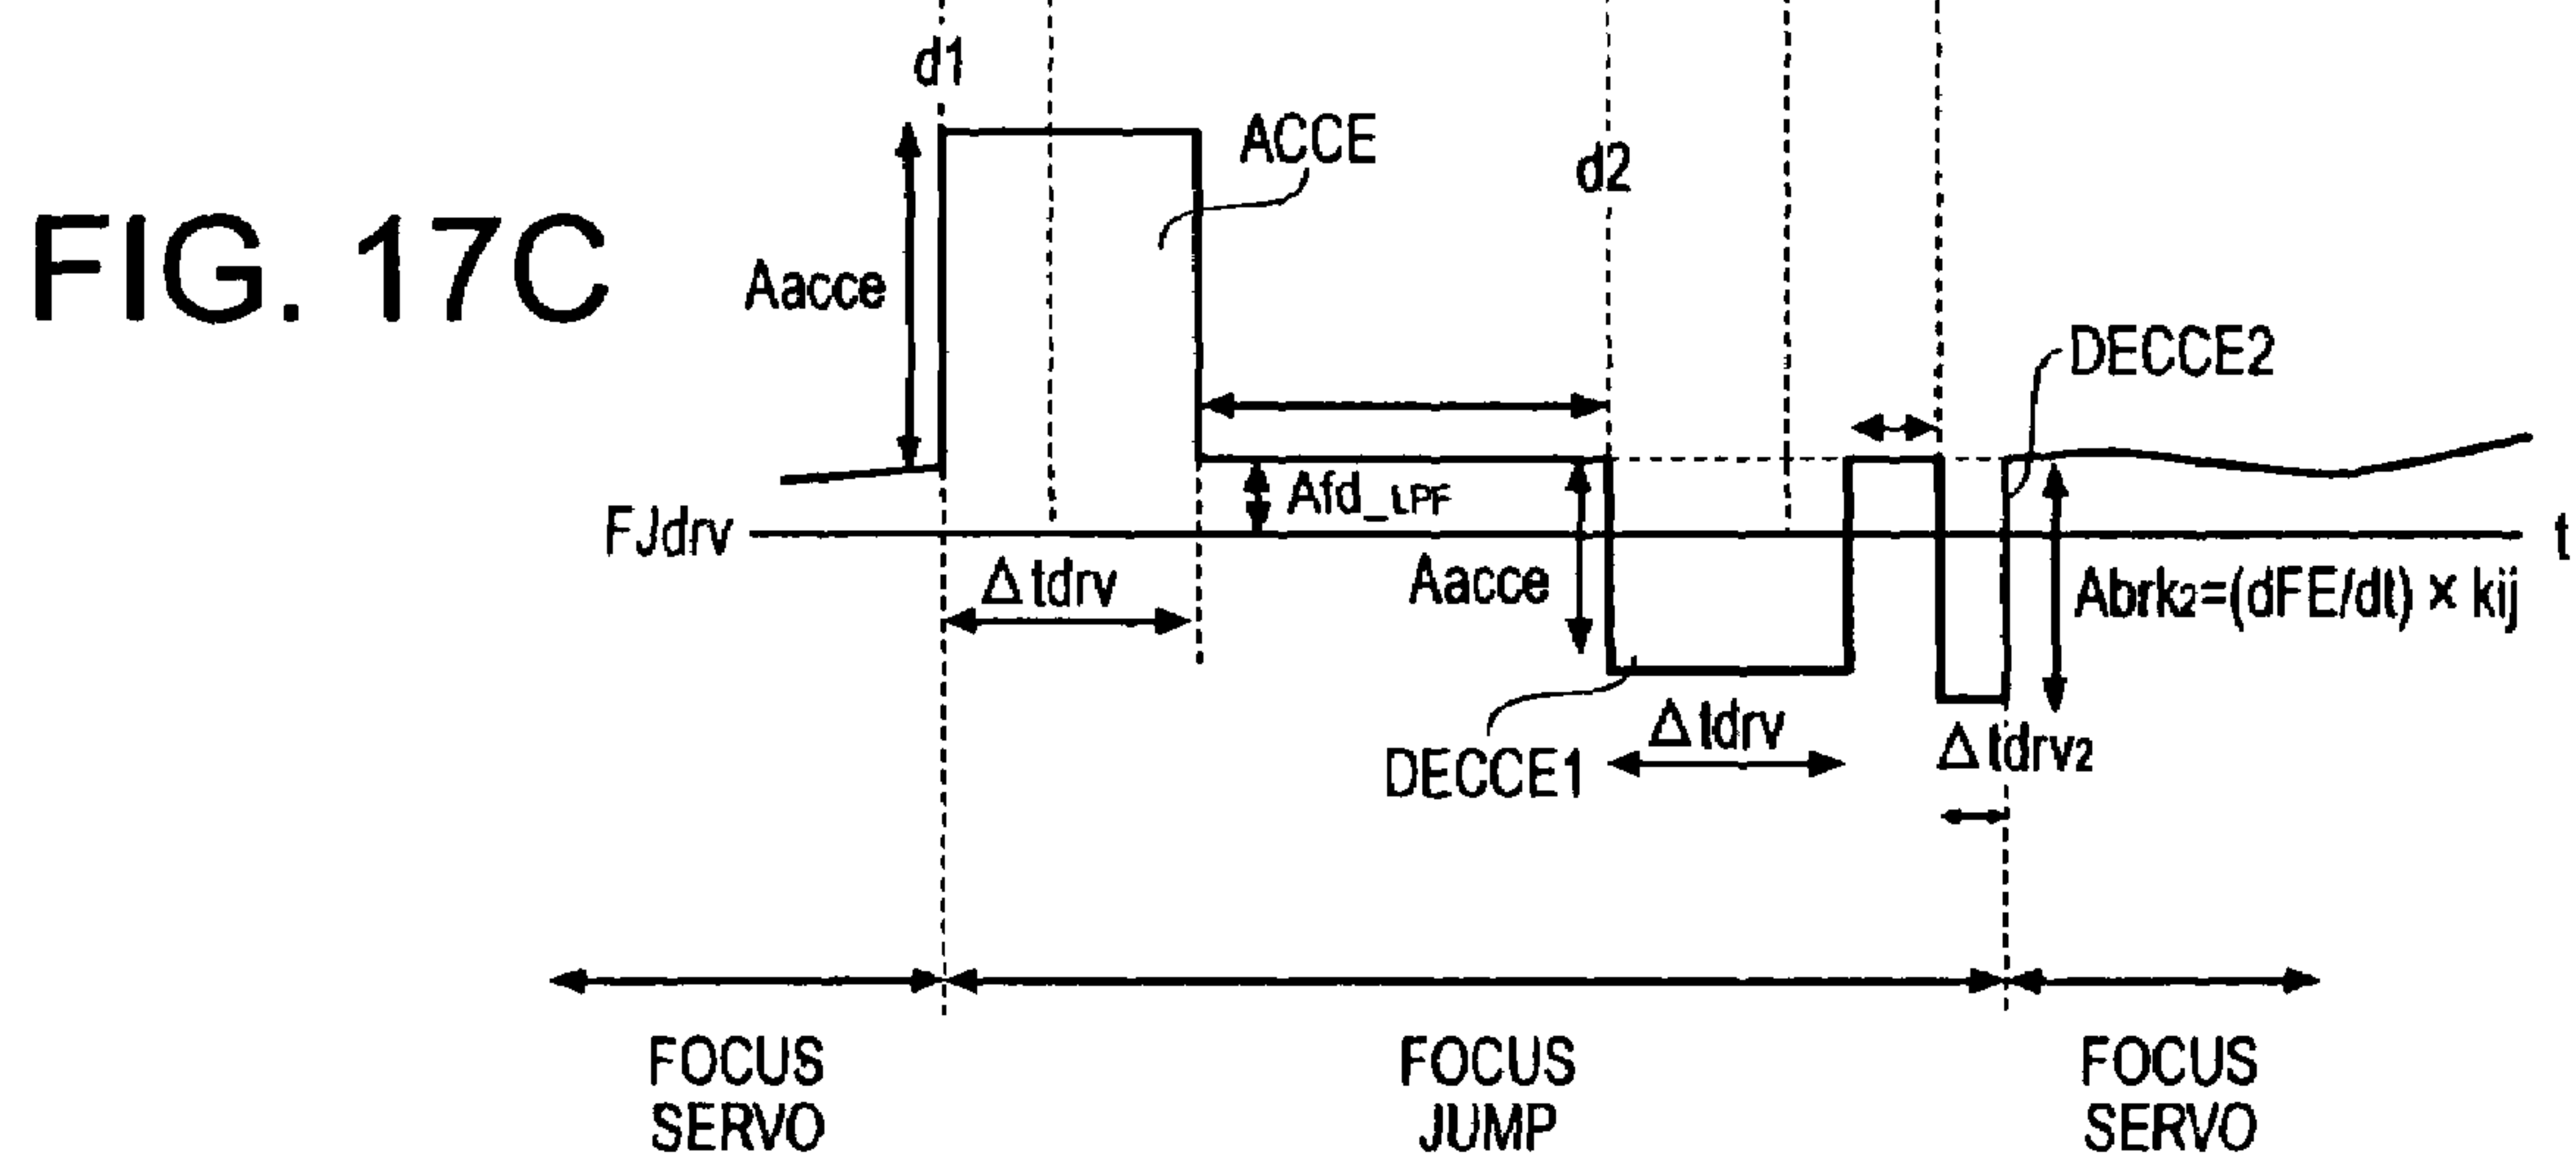 d1
ACCE
d2
FIG. 17C
Aacce
DECCE2
Afd_LPF
FJdrv
t
Δtdrv
Aacce
Abrk2=(dFE/dt) × kij
Δtdrv
DECCE1
Δtdrv2
FOCUS
SERVO
FOCUS
JUMP
FOCUS
SERVO